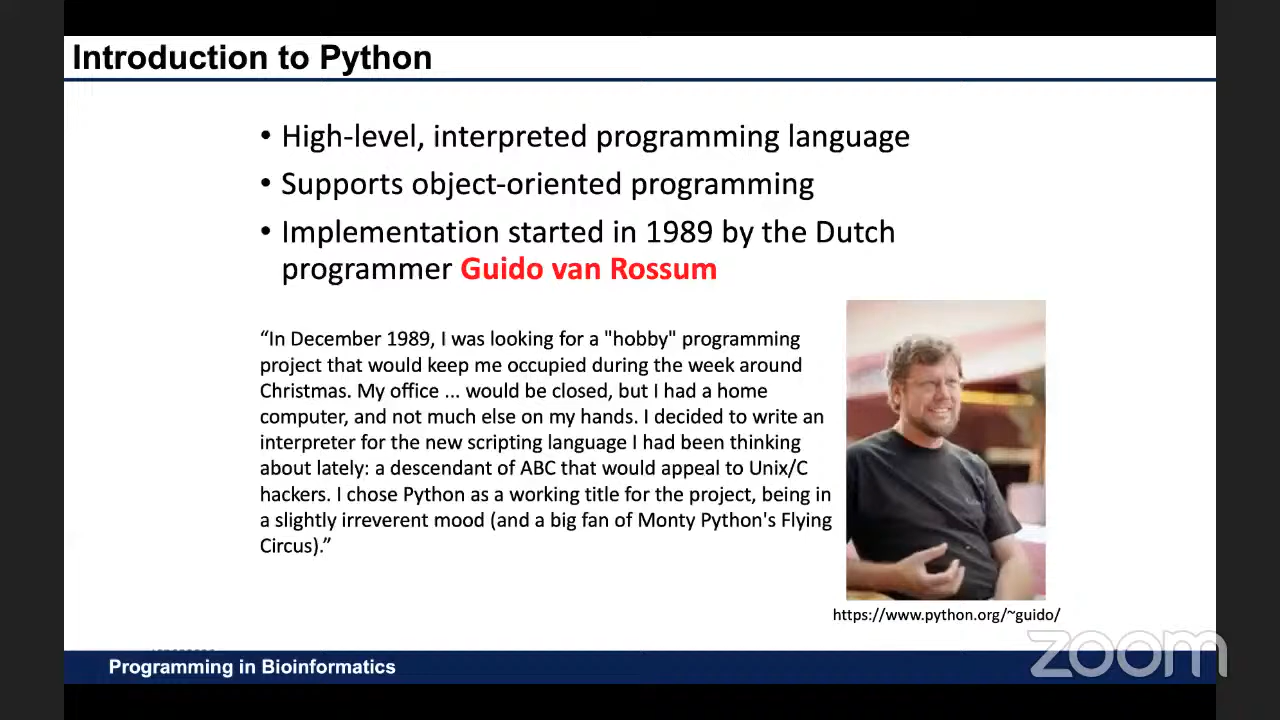 Introduction to Python
• High-level, interpreted programming language
• Supports object-oriented programming
• Implementation started in 1989 by the Dutch
programmer Guido van Rossum
“In December 1989, I was looking for a "hobby" programming
project that would keep me occupied during the week around
Christmas. My office ... would be closed, but I had a home
computer, and not much else on my hands. I decided to write an
interpreter for the new scripting language I had been thinking
about lately: a descendant of ABC that would appeal to Unix/C
hackers. I chose Python as a working title for the project, being in
a slightly irreverent mood (and a big fan of Monty Python's Flying
Circus).”
https://www.python.org/~guido/
Programming in Bioinformatics
zoom